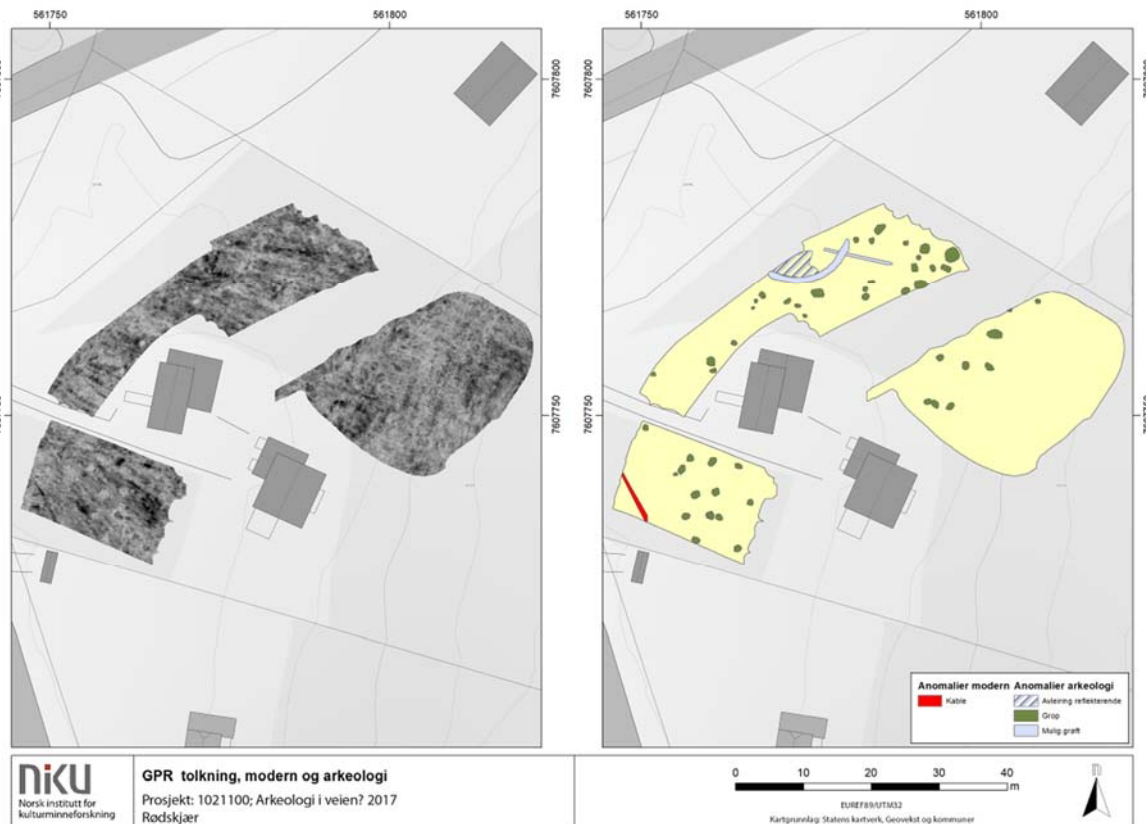 561750
561800
561750
561800
7607800
7607800
7607750
7607750
Anomalier modern
Kable
Anomalier arkeologi
Avleiring reflekterende
Grop
Mulig grøft
niku
Norsk institutt for
kulturminneforskning
GPR tolkning, modern og arkeologi
Prosjekt: 1021100; Arkeologi i veien? 2017
Rødskjær
0 10 20 30 40
m
EUREF89/UTM32
Kartgrunnlag: Statens kartverk, Geovekst og kommuner
n